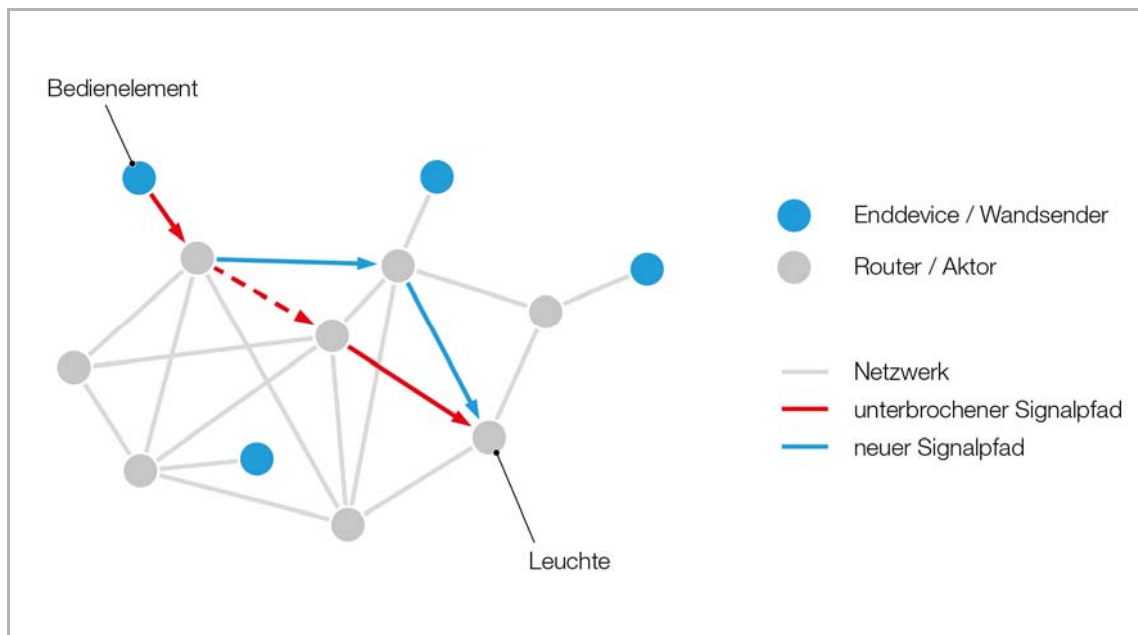 Bedienelement
Enddevice / Wandsender
Router / Aktor
Netzwerk
unterbrochener Signalpfad
neuer Signalpfad
Leuchte